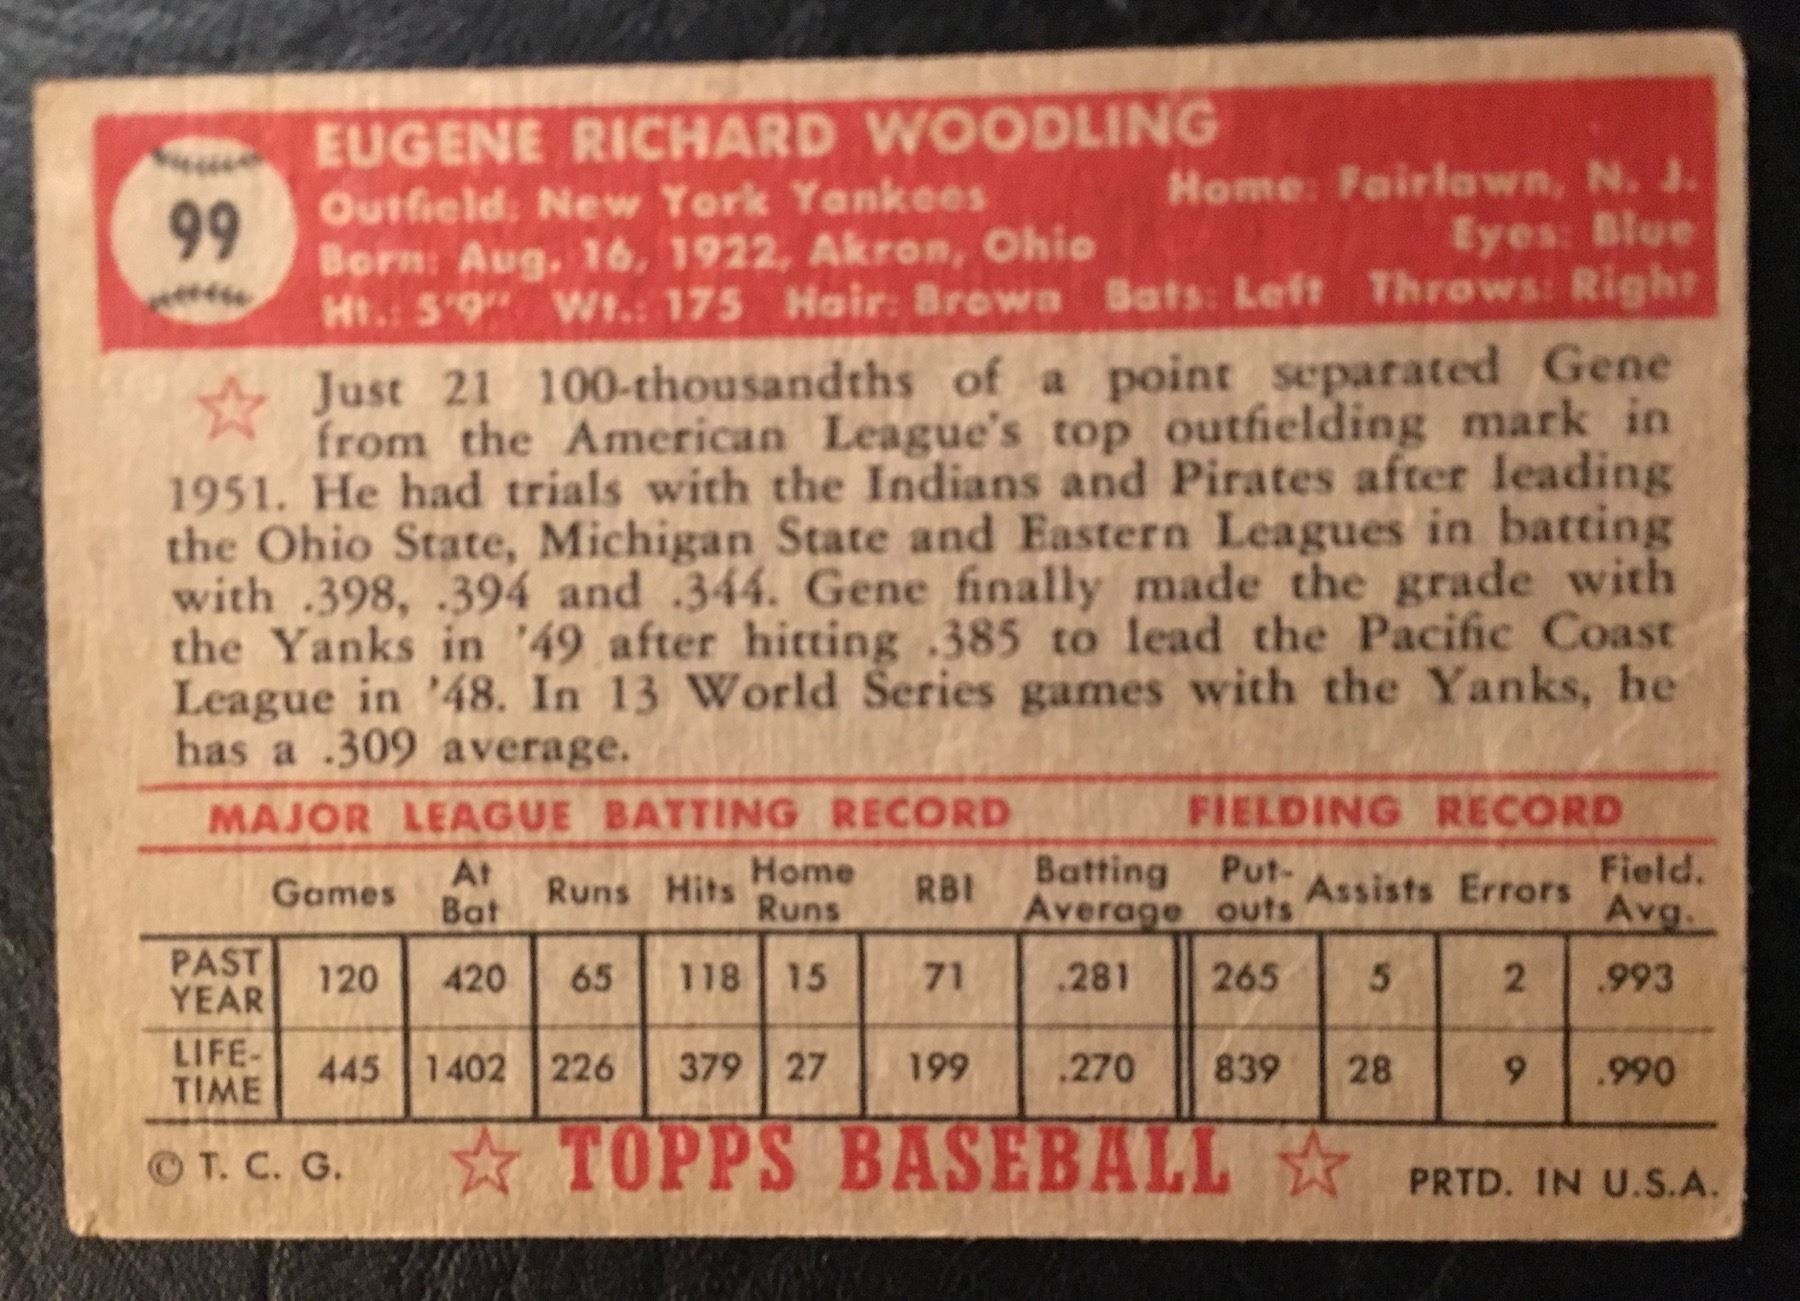 99
EUGENE RICHARD WOODLING
Outfield: New York Yankees Home: Fairlawn, N. J.
Born: Aug. 16, 1922, Akron, Ohio Eyes: Blue
Ht.: 5'9" Wt.: 175 Hair: Brown Bats: Left Throws: Right
Just 21 100-thousandths of a point separated Gene
from the American League's top outfielding mark in
1951. He had trials with the Indians and Pirates after leading
the Ohio State, Michigan State and Eastern Leagues in batting
with .398, .394 and .344. Gene finally made the grade with
the Yanks in '49 after hitting .385 to lead the Pacific Coast
League in '48. In 13 World Series games with the Yanks, he
has a .309 average.
MAJOR LEAGUE BATTING RECORD FIELDING RECORD
Games At Bat Runs Hits Home Runs RBI Batting Average Put-outs Assists Errors Field. Avg.
PAST YEAR 120 420 65 118 15 71 .281 265 5 2 .993
LIFE-TIME 445 1402 226 379 27 199 .270 839 28 9 .990
© T. C. G. TOPPS BASEBALL PRTD. IN U.S.A.